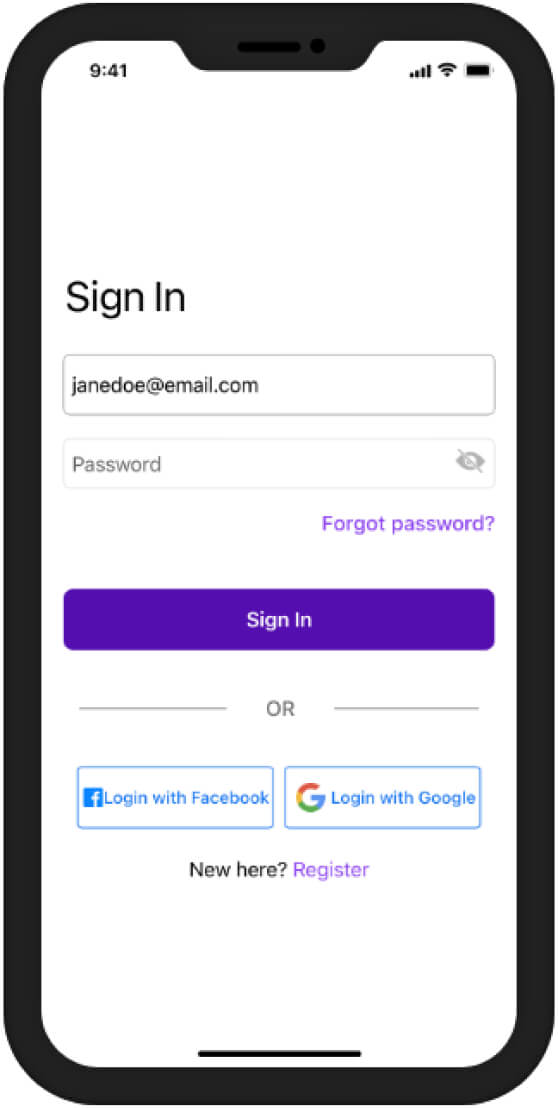 9:41
Sign In
janedoe@email.com
Password
Forgot password?
Sign In
OR
Login with Facebook
Login with Google
New here? Register